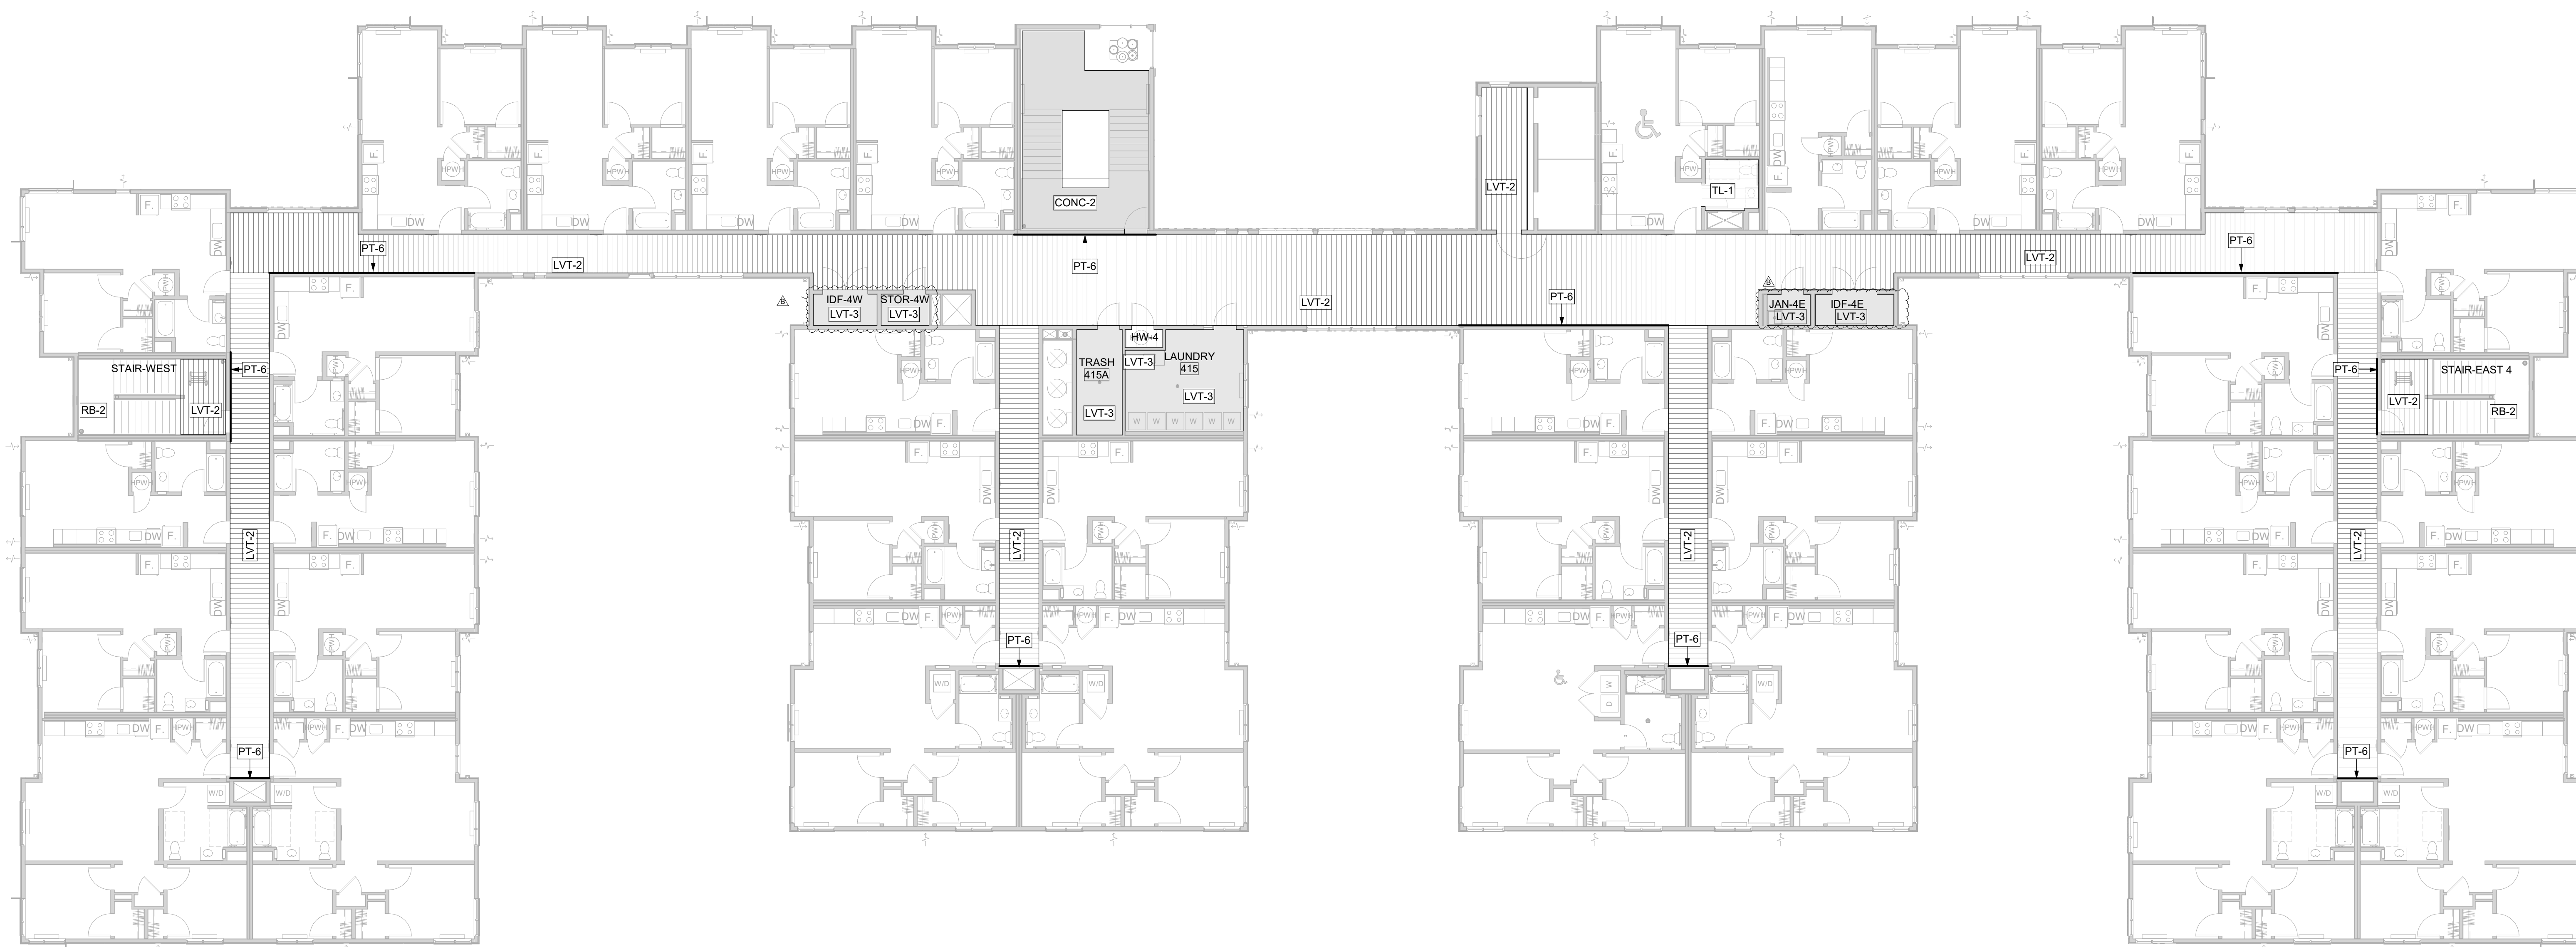 CONC-2
LVT-2
TL-1
PT-6
LVT-2
PT-6
LVT-2
PT-6
LVT-2
PT-6
B
IDF-4W
LVT-3
STOR-4W
LVT-3
PT-6
B
JAN-4E
LVT-3
IDF-4E
LVT-3
HW-4
LVT-3
TRASH
415A
LVT-3
LAUNDRY
415
LVT-3
W W W W W W
STAIR-WEST
RB-2
LVT-2
PT-6
PT-6
LVT-2
STAIR-EAST 4
RB-2
LVT-2
LVT-2
LVT-2
LVT-2
PT-6
PT-6
PT-6
PT-6
F.
DW
HPWH
W/D
W/D
W/D
W/D
D W
W/D
W/D
W/D